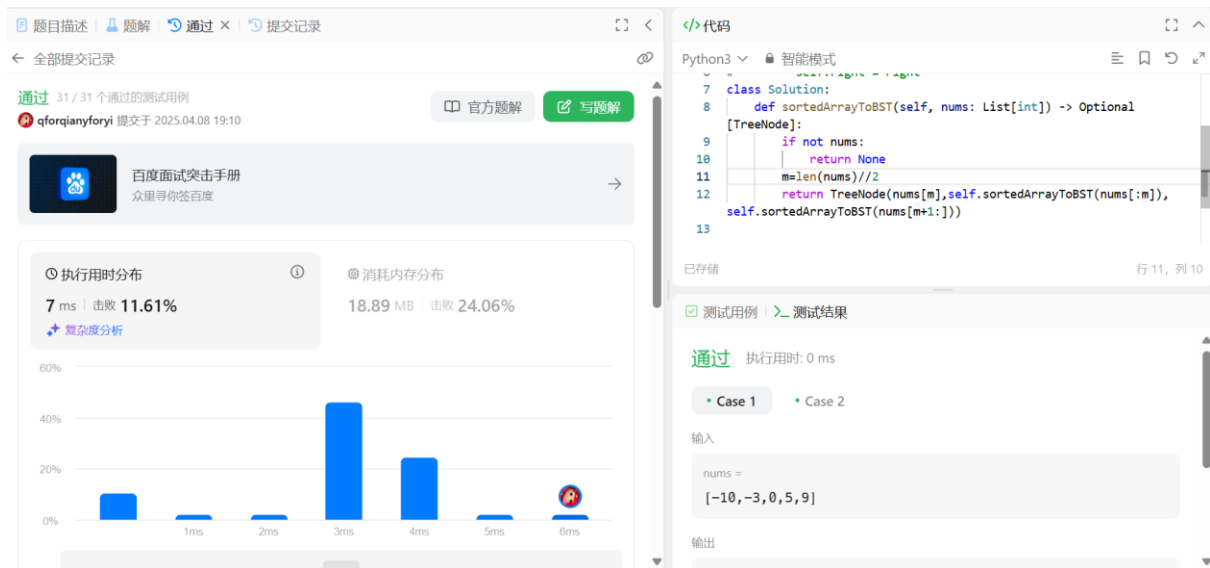 题目描述 题解 通过 提交记录
全部提交记录
通过 31 / 31 个通过的测试用例
qforqianyforyi 提交于 2025.04.08 19:10
官方题解 写题解
百度面试突击手册
众里寻你签百度
du
执行用时分布
7 ms 击败 11.61%
复杂度分析
消耗内存分布
18.89 MB 击败 24.06%
60%
40%
20%
0%
1ms 2ms 3ms 4ms 5ms 6ms
代码
Python3 智能模式
6 # self.right = right
7 class Solution:
8 def sortedArrayToBST(self, nums: List[int]) -> Optional
[TreeNode]:
9 if not nums:
10 return None
11 m=len(nums)//2
12 return TreeNode(nums[m],self.sortedArrayToBST(nums[:m]),
self.sortedArrayToBST(nums[m+1:]))
13
已存储 行 11, 列 10
测试用例 测试结果
通过 执行用时: 0 ms
Case 1 Case 2
输入
nums =
[-10,-3,0,5,9]
输出